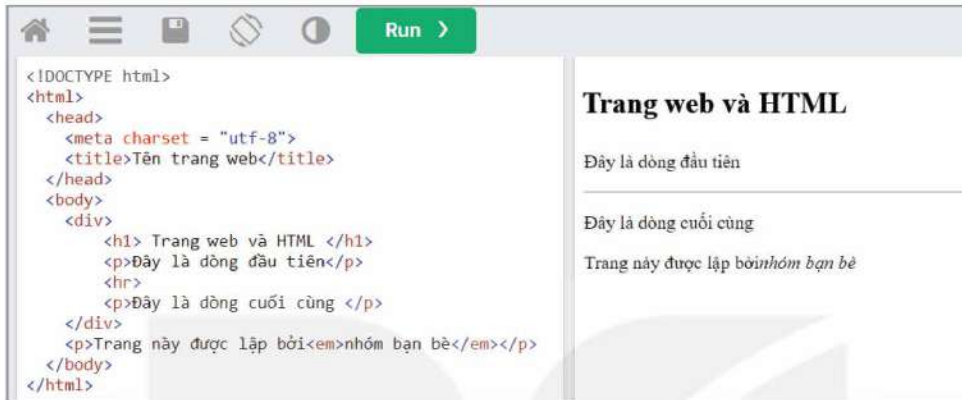 Run
<!DOCTYPE html>
<html>
<head>
<meta charset = "utf-8">
<title>Tên trang web</title>
</head>
<body>
<div>
<h1> Trang web và HTML </h1>
<p>Đây là dòng đầu tiên</p>
<hr>
<p>Đây là dòng cuối cùng </p>
</div>
<p>Trang này được lập bởi<em>nhóm bạn bè</em></p>
</body>
</html>
Trang web và HTML
Đây là dòng đầu tiên
Đây là dòng cuối cùng
Trang này được lập bởinhóm bạn bè